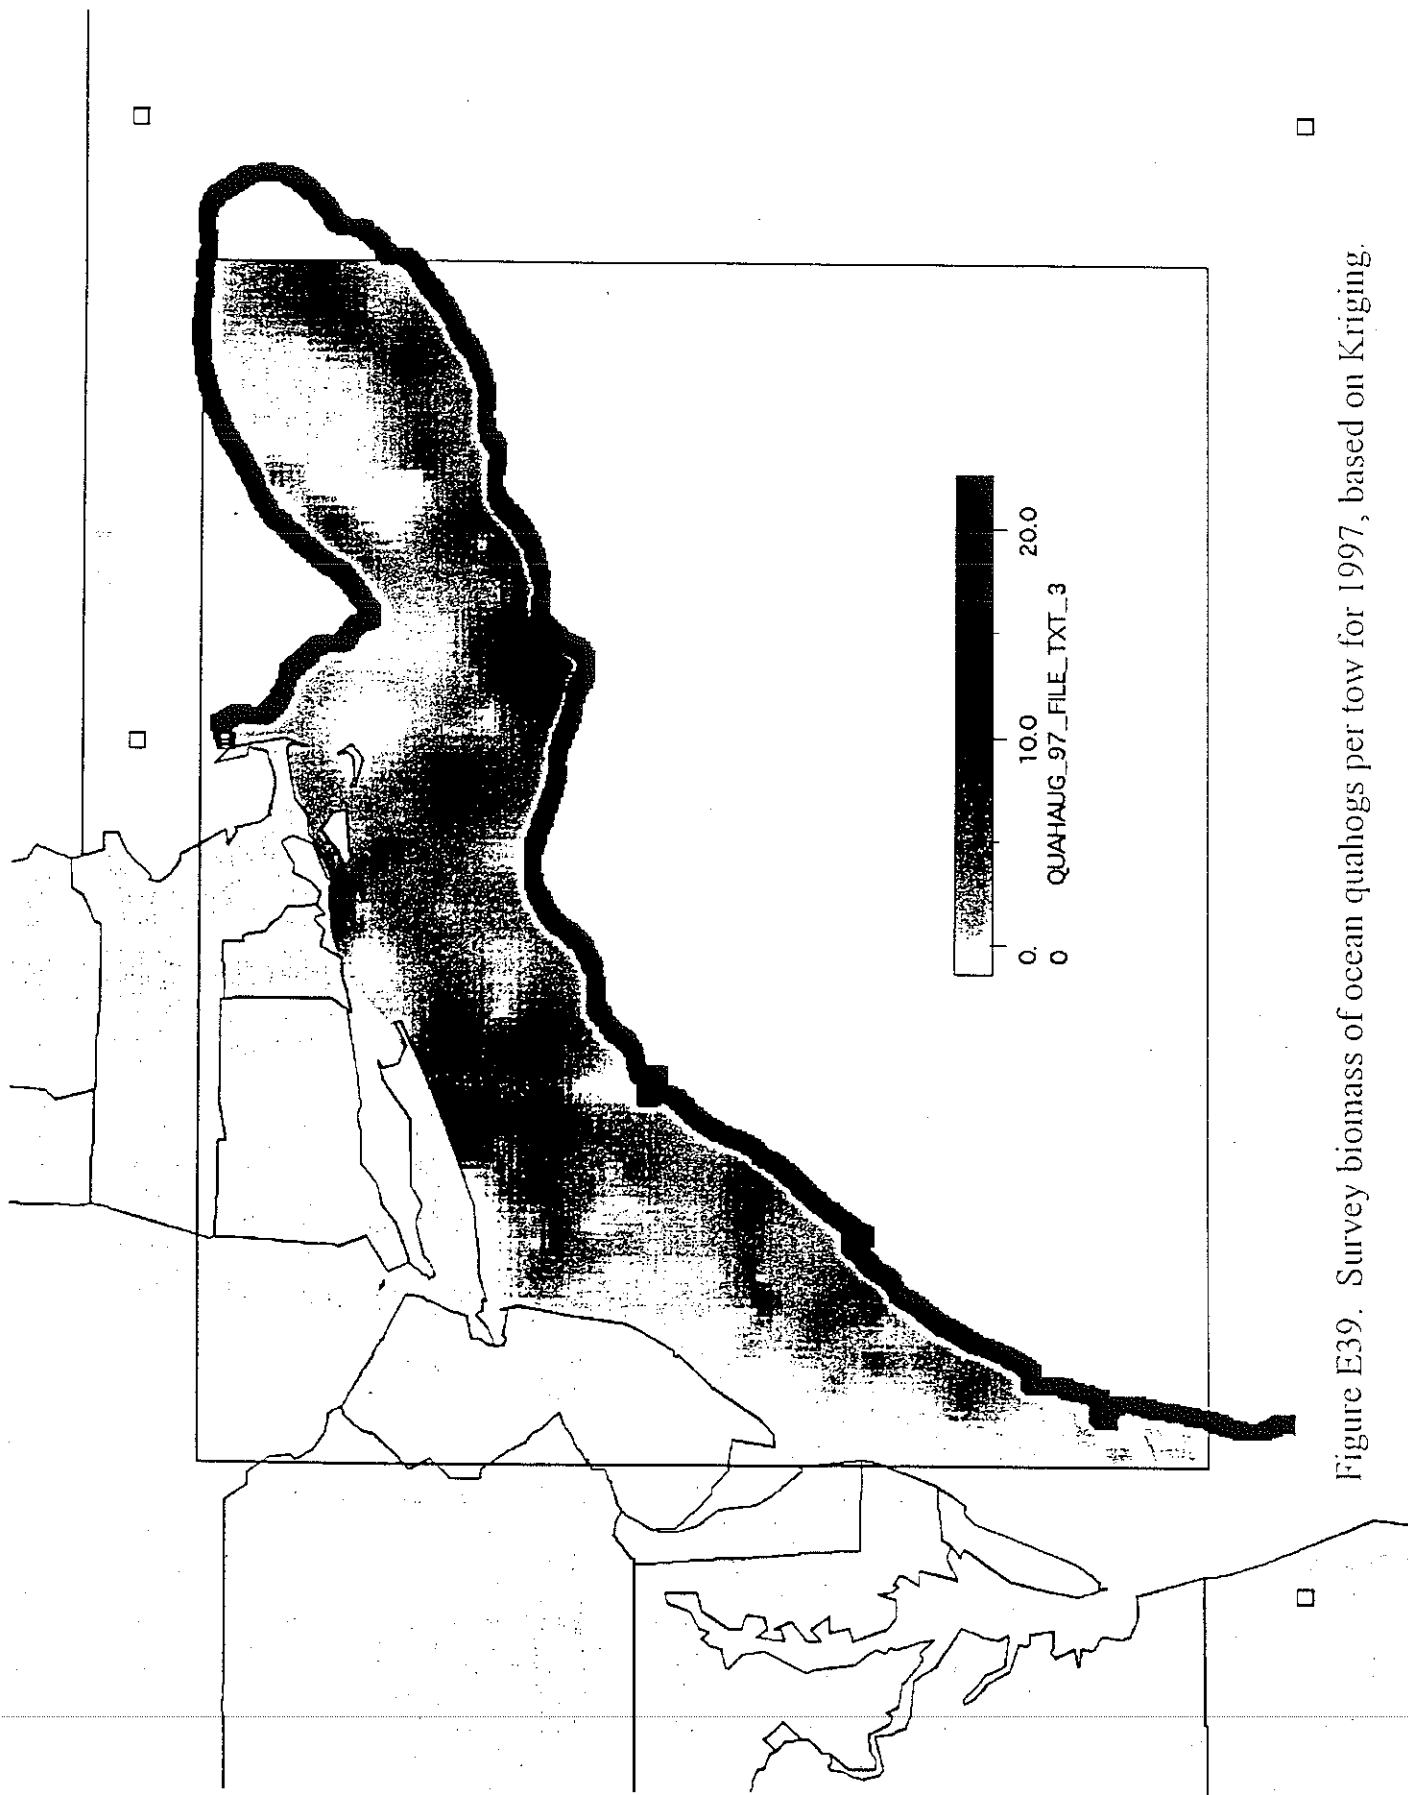 0. 10.0 20.0
0 QUAHAUG_97_FILE_TXT_3
Figure E39. Survey biomass of ocean quahogs per tow for 1997, based on Kriging.